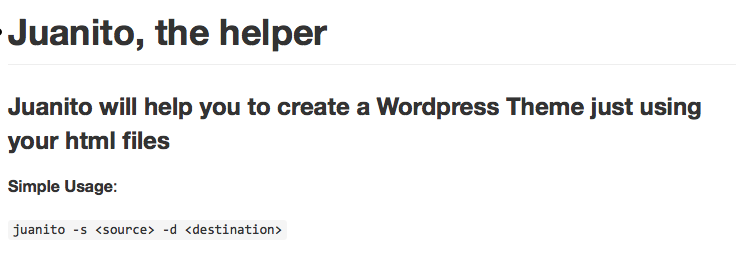 Juanito, the helper
Juanito will help you to create a Wordpress Theme just using
your html files
Simple Usage:
juanito -s <source> -d <destination>